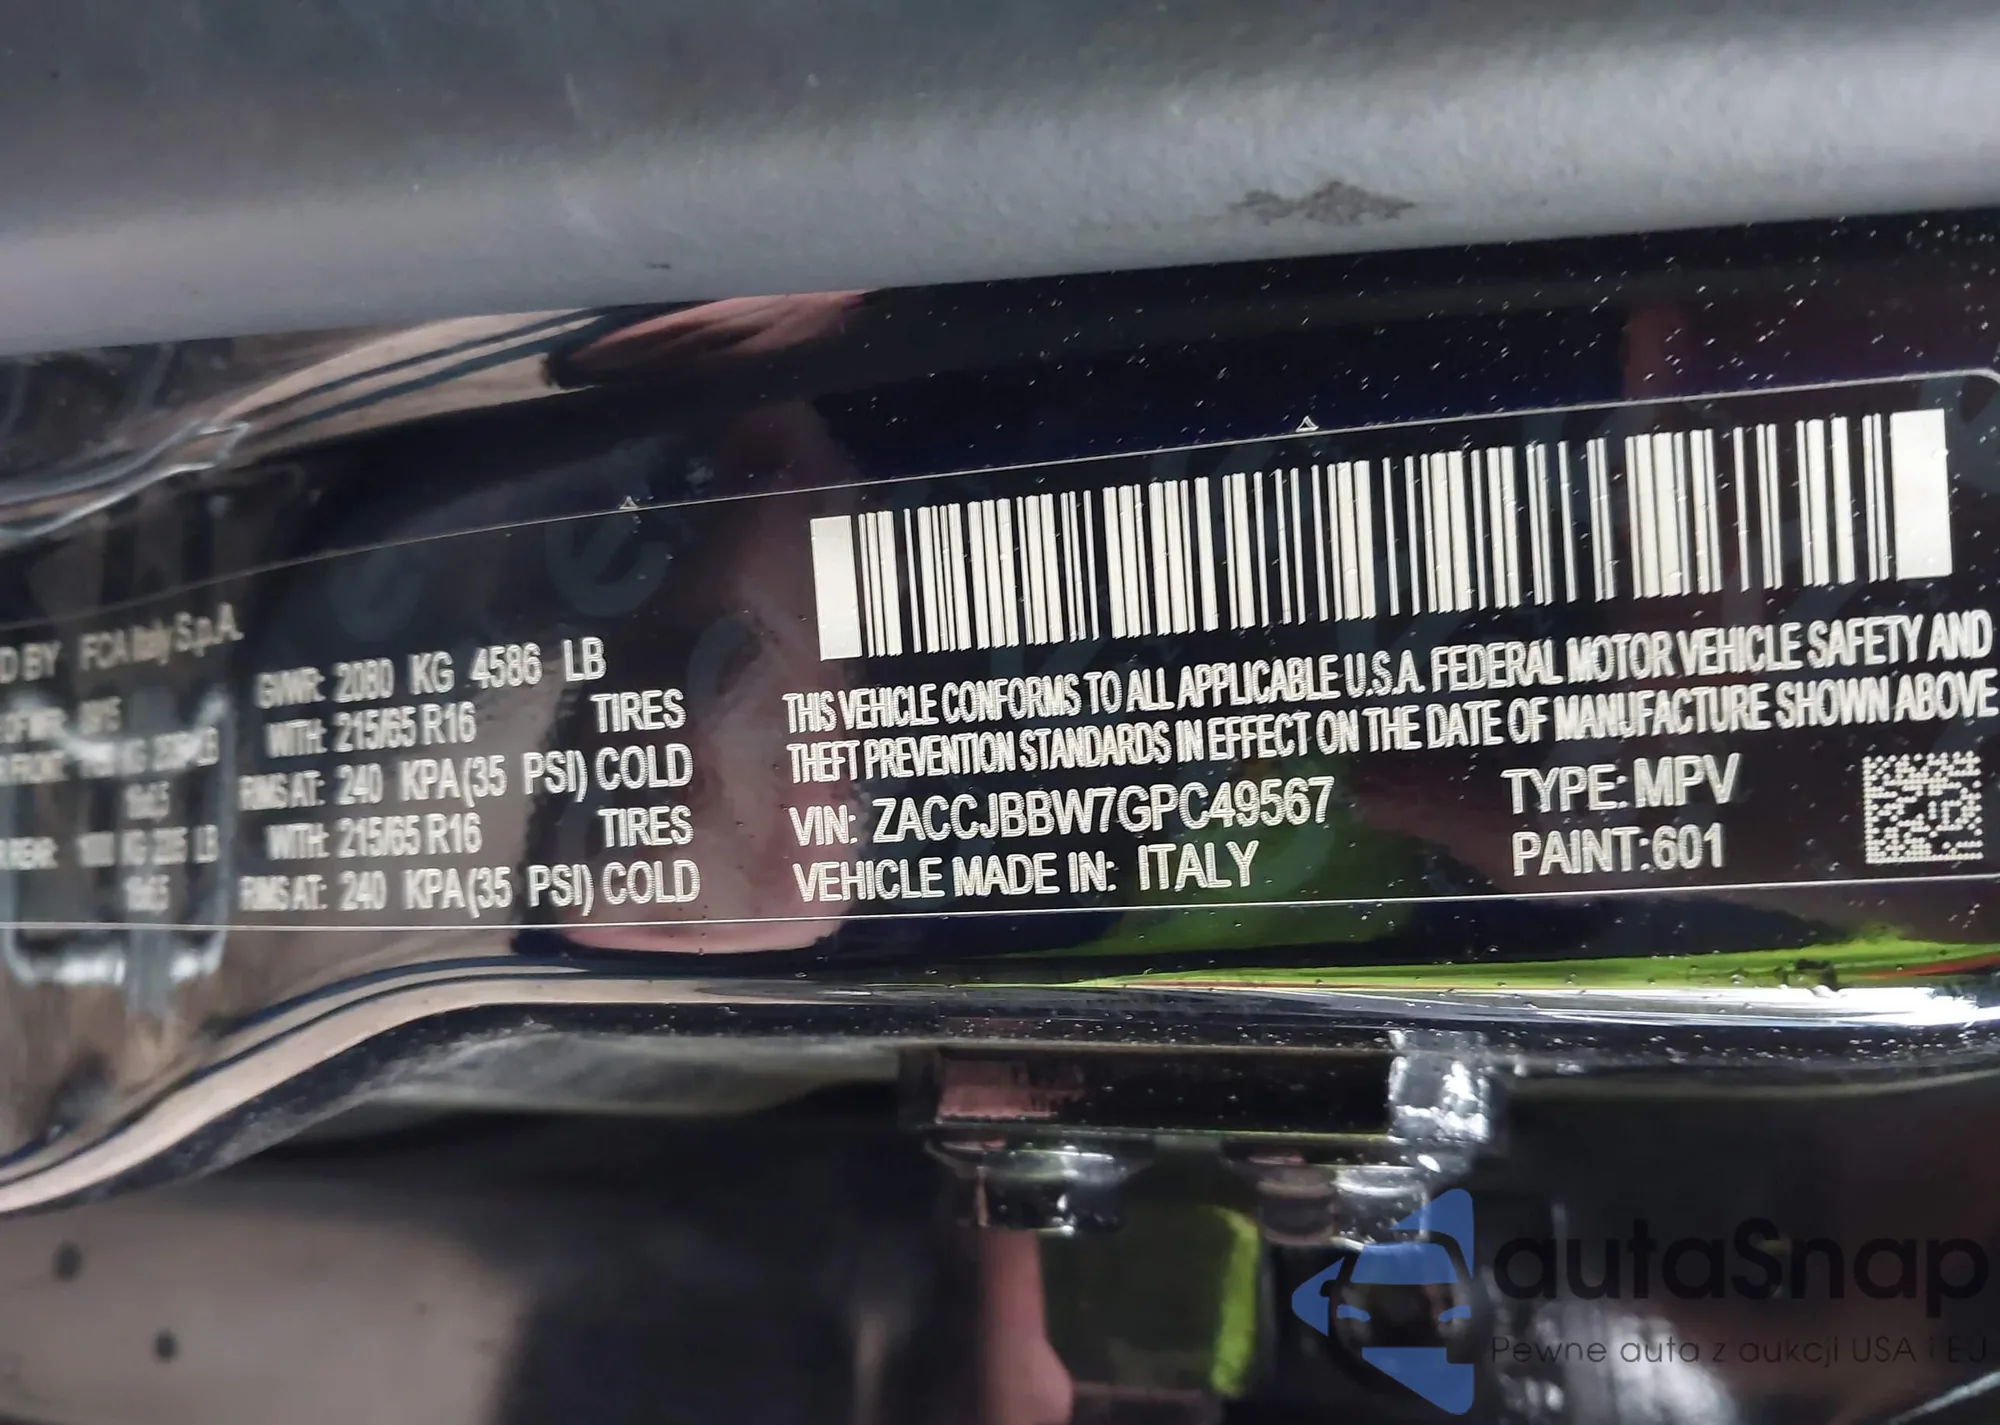 D BY FCA Italy S.p.A.
GVWR: 2080 KG 4586 LB
WITH: 215/65 R16 TIRES
RIMS AT: 240 KPA(35 PSI) COLD
WITH: 215/65 R16 TIRES
RIMS AT: 240 KPA(35 PSI) COLD
THIS VEHICLE CONFORMS TO ALL APPLICABLE U.S.A. FEDERAL MOTOR VEHICLE SAFETY AND
THEFT PREVENTION STANDARDS IN EFFECT ON THE DATE OF MANUFACTURE SHOWN ABOVE
VIN: ZACCJBBW7GPC49567 TYPE: MPV
VEHICLE MADE IN: ITALY PAINT: 601
autaSnap
Pewne auta z aukcji USA i EU